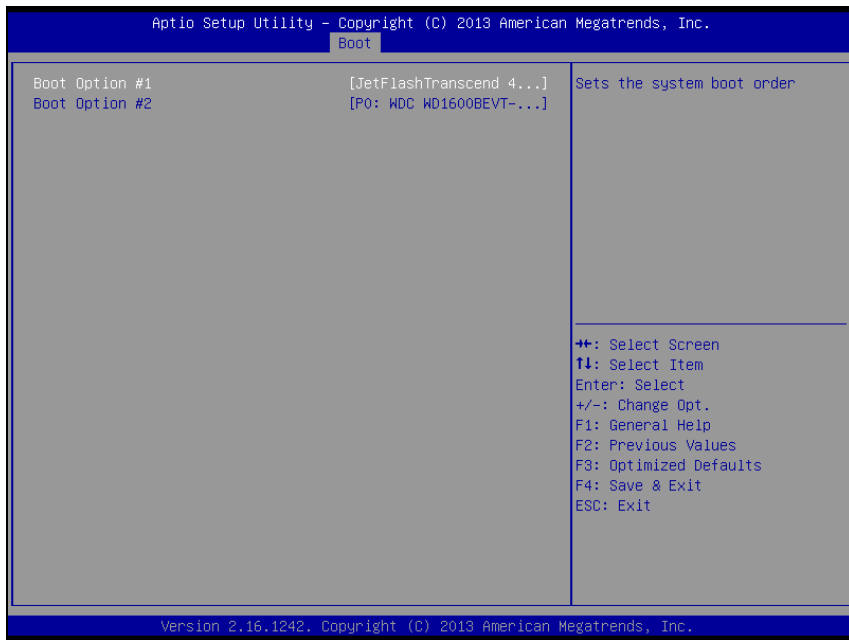 Aptio Setup Utility – Copyright (C) 2013 American Megatrends, Inc.
Boot
Boot Option #1 [JetFlashTranscend 4...]
Boot Option #2 [P0: WDC WD1600BEVT-...]
Sets the system boot order
→←: Select Screen
↑↓: Select Item
Enter: Select
+/-: Change Opt.
F1: General Help
F2: Previous Values
F3: Optimized Defaults
F4: Save & Exit
ESC: Exit
Version 2.16.1242. Copyright (C) 2013 American Megatrends, Inc.